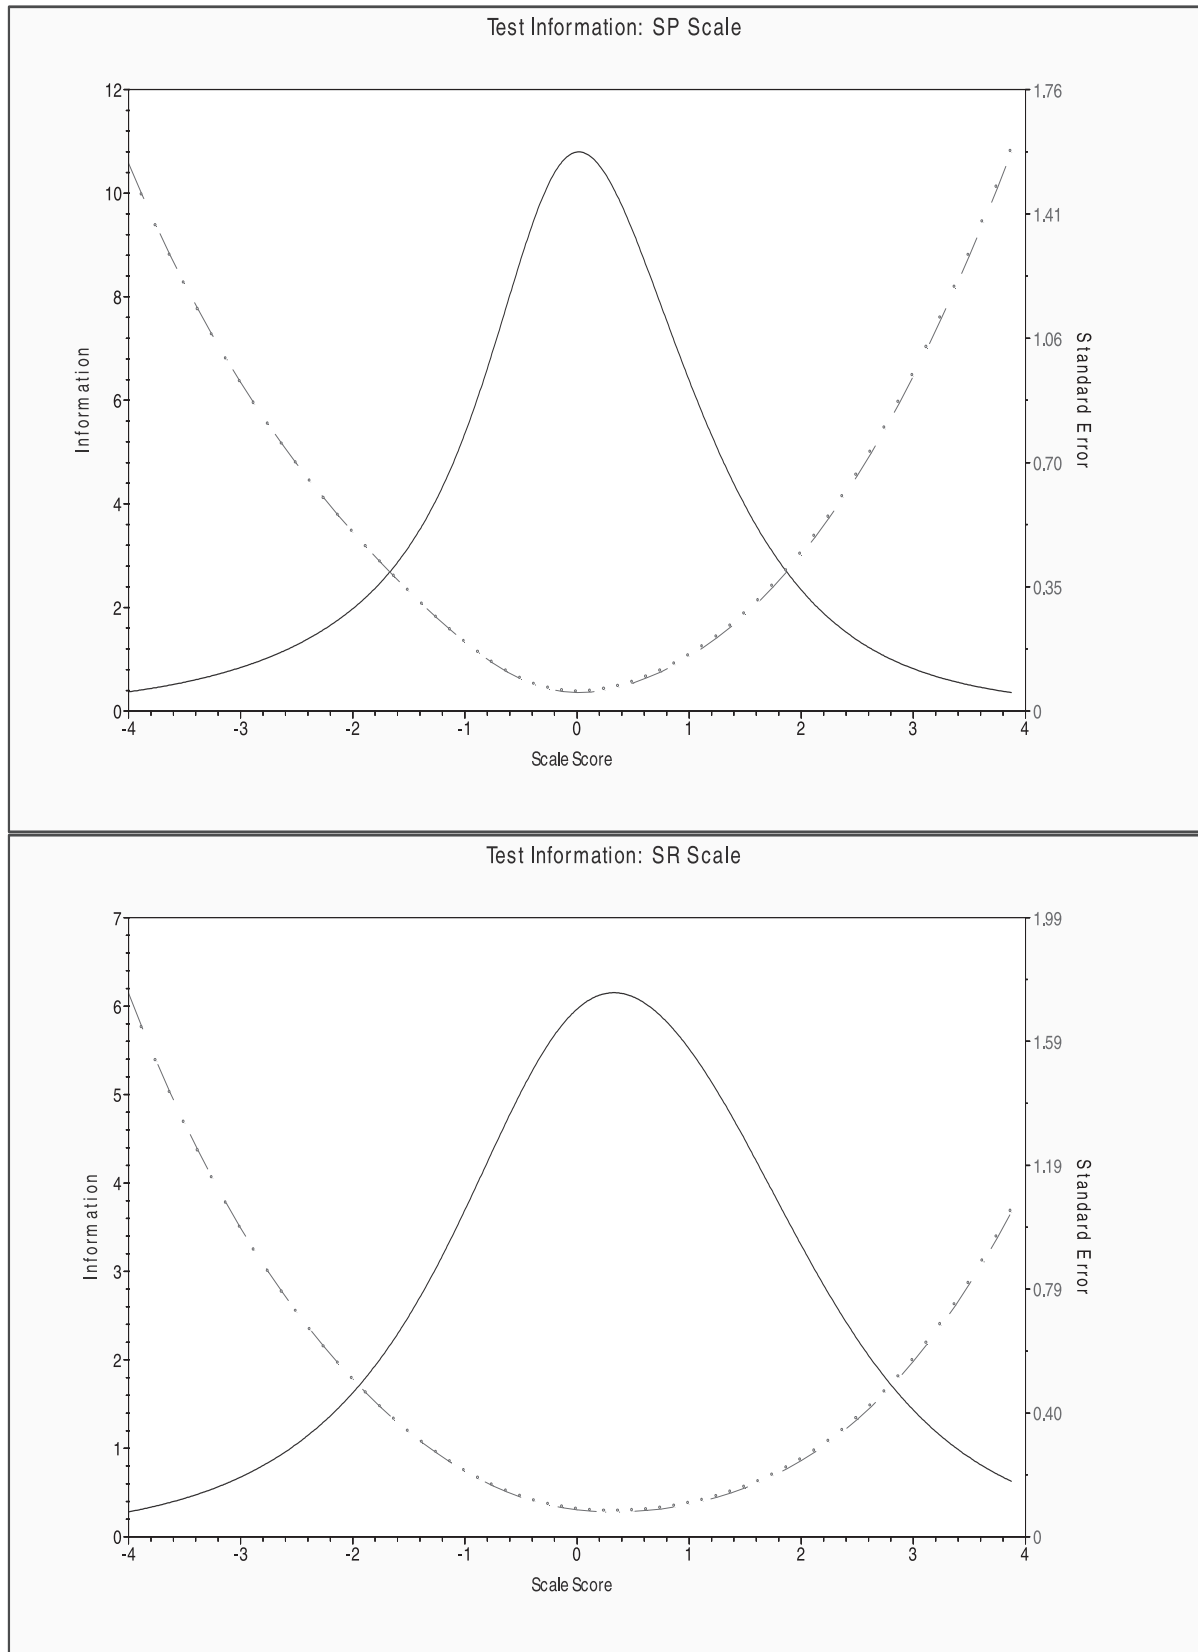 Test Information: SP Scale
12
1.76
10
1.41
8
1.06
6
0.70
4
0.35
2
0
0
Information
Standard Error
-4 -3 -2 -1 0 1 2 3 4
Scale Score
Test Information: SR Scale
7
1.99
6
1.59
5
1.19
4
3
0.79
2
0.40
1
0
0
Information
Standard Error
-4 -3 -2 -1 0 1 2 3 4
Scale Score